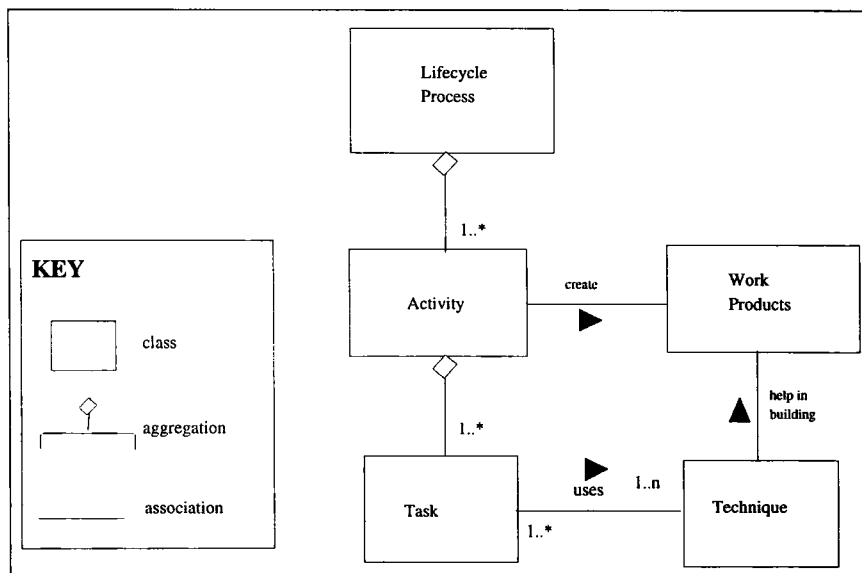 Lifecycle
Process
1..*
KEY
class
aggregation
association
Activity
create
Work
Products
1..*
help in
building
Task
uses
1..n
1..*
Technique